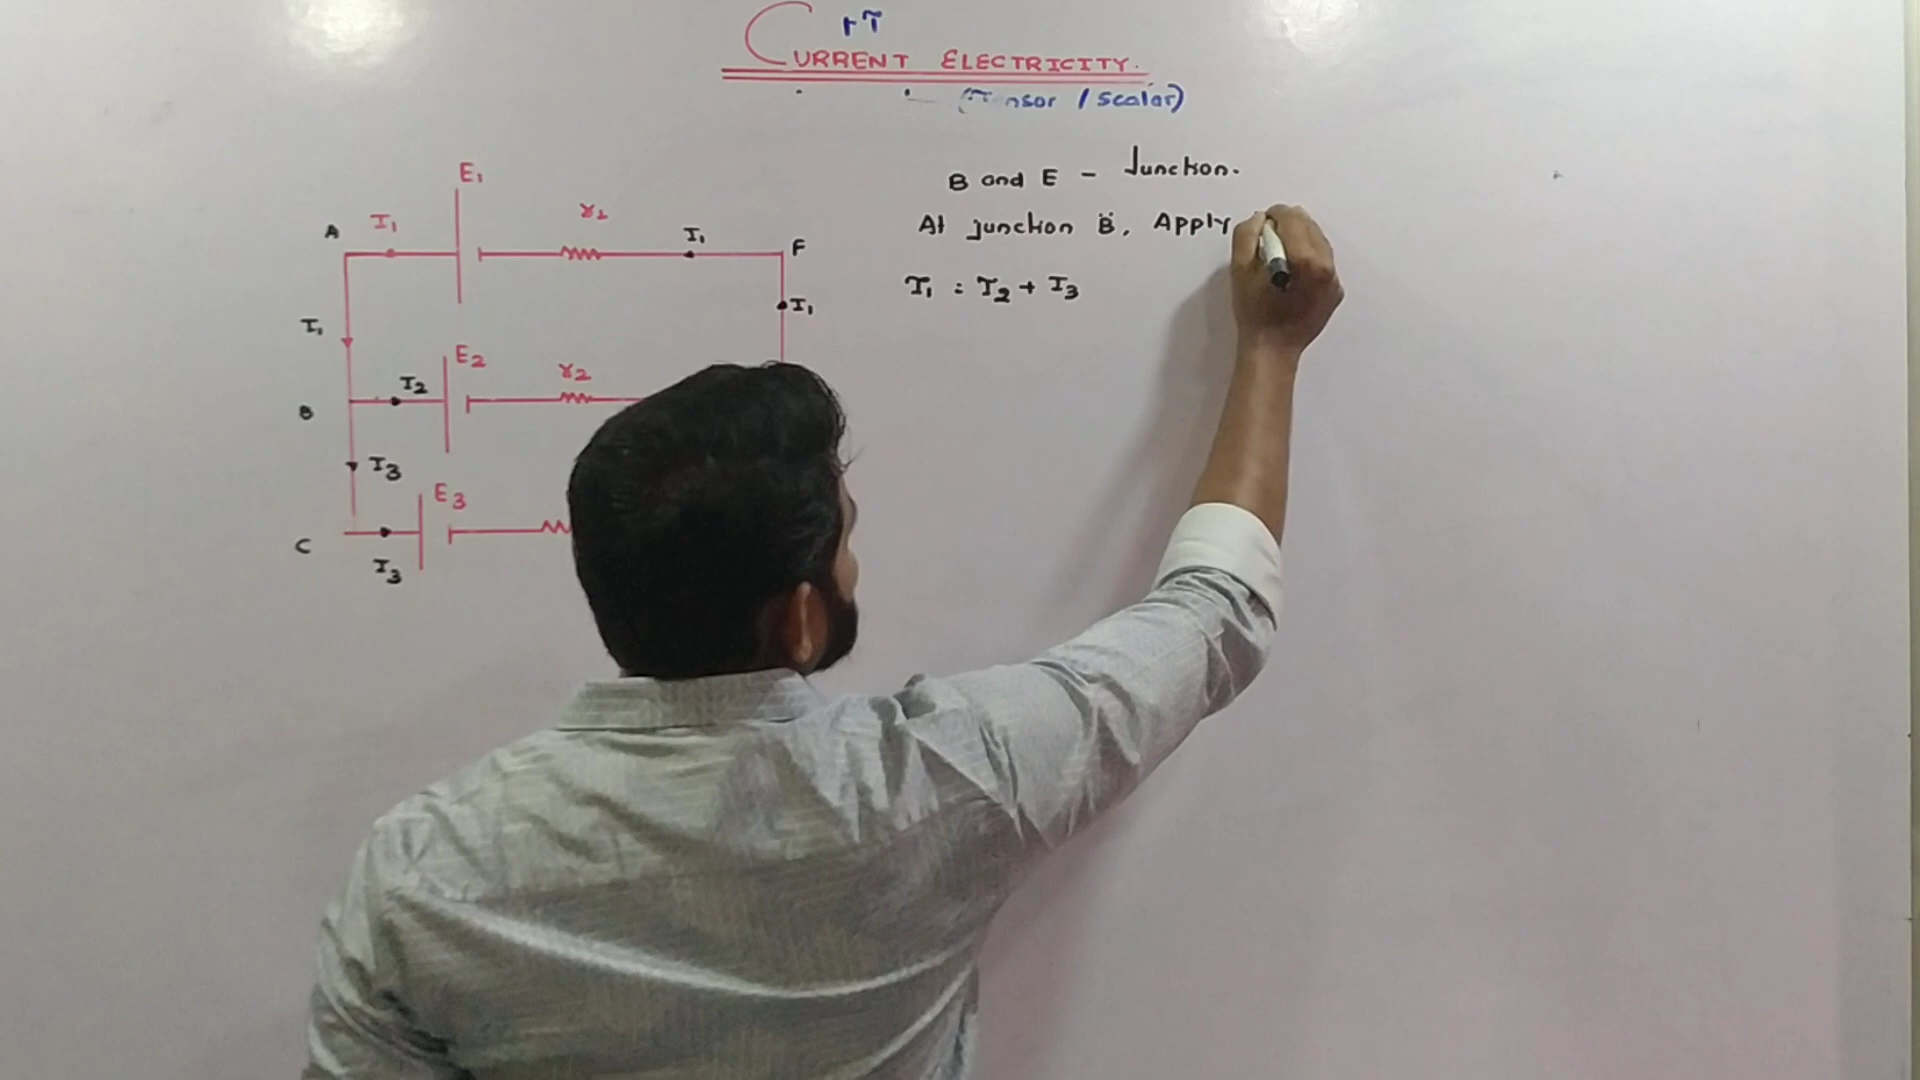 CURRENT ELECTRICITY.
/ scalar)
E₁
I₁
r₁
I₁
A
F
I₁
I₁
E₂
I₂
r₂
B
I₃
E₃
C
I₃
B and E - Junction.
At junction B, Apply
I₁ = I₂ + I₃